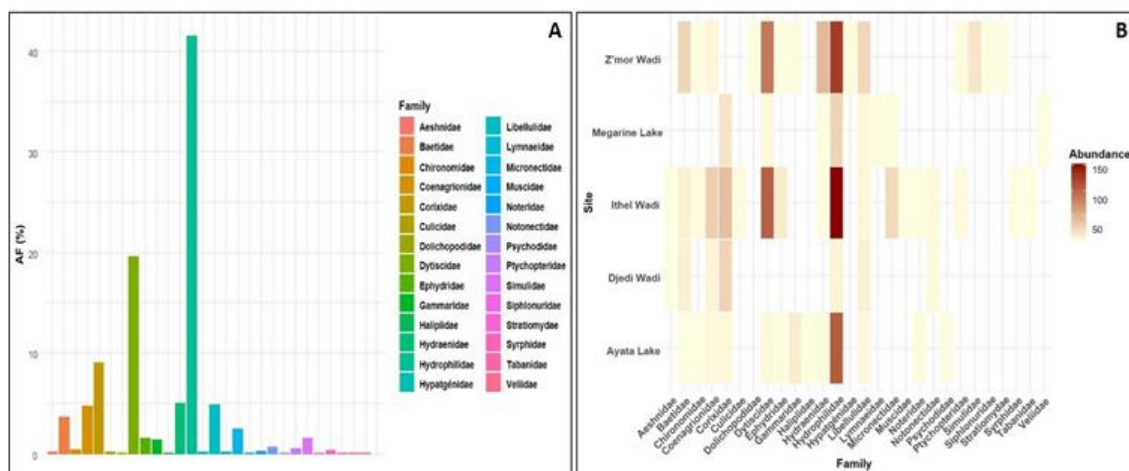 A
40
30
20
10
0
AF (%)
Family
Aeshnidae
Baetidae
Chironomidae
Coenagrionidae
Corixidae
Culicidae
Dolichopodidae
Dytiscidae
Ephydridae
Gammaridae
Haliplidae
Hydraenidae
Hydrophilidae
Hypatgénidae
Libellulidae
Lymnaeidae
Micronectidae
Muscidae
Noteridae
Notonectidae
Psychodidae
Ptychopteridae
Simulidae
Siphlonuridae
Stratiomydae
Syrphidae
Tabanidae
Veliidae
B
Z'mor Wadi
Megarine Lake
Ithel Wadi
Djedi Wadi
Ayata Lake
Site
Aeshnidae
Baetidae
Chironomidae
Coenagrionidae
Corixidae
Culicidae
Dolichopodidae
Dytiscidae
Ephydridae
Gammaridae
Haliplidae
Hydraenidae
Hydrophilidae
Hypatgénidae
Libellulidae
Lymnaeidae
Micronectidae
Muscidae
Noteridae
Notonectidae
Psychodidae
Ptychopteridae
Simulidae
Siphlonuridae
Stratiomydae
Syrphidae
Tabanidae
Veliidae
Family
Abundance
150
100
50